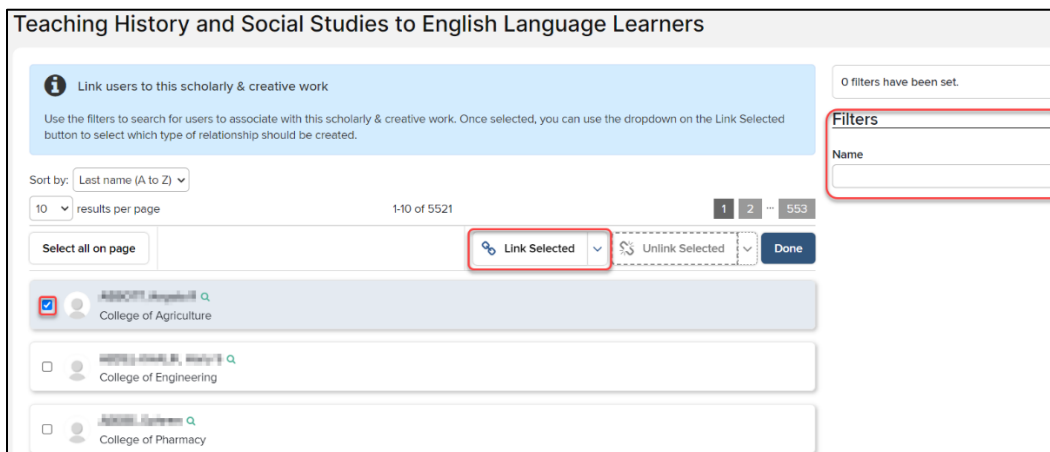 Teaching History and Social Studies to English Language Learners
Link users to this scholarly & creative work
Use the filters to search for users to associate with this scholarly & creative work. Once selected, you can use the dropdown on the Link Selected
button to select which type of relationship should be created.
0 filters have been set.
Filters
Name
Sort by: Last name (A to Z)
10 results per page
1-10 of 5521
1 2 ... 553
Select all on page
Link Selected
Unlink Selected
Done
College of Agriculture
College of Engineering
College of Pharmacy